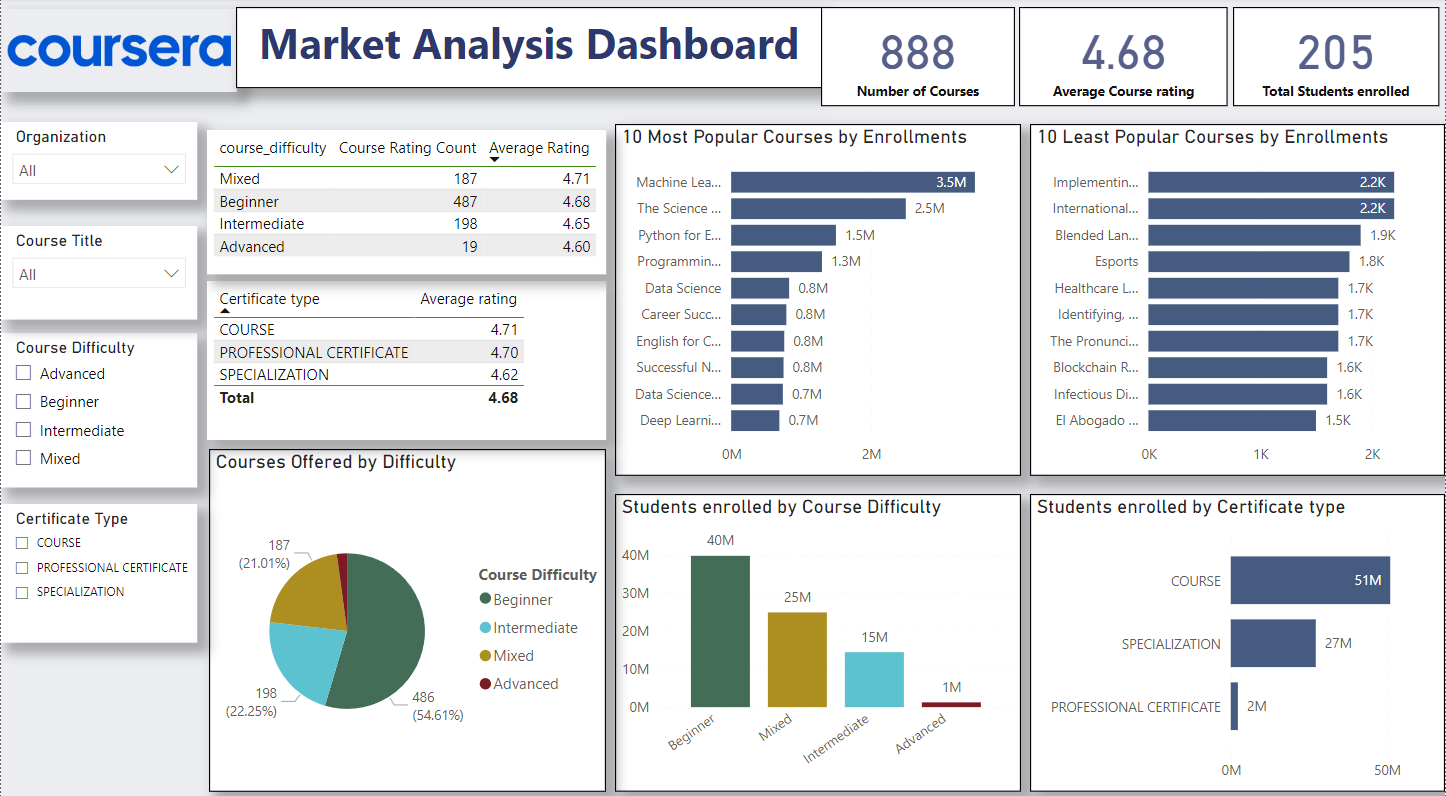 coursera
Market Analysis Dashboard
888
Number of Courses
4.68
Average Course rating
205
Total Students enrolled
Organization
All
Course Title
All
Course Difficulty
Advanced
Beginner
Intermediate
Mixed
Certificate Type
COURSE
PROFESSIONAL CERTIFICATE
SPECIALIZATION
course_difficulty Course Rating Count Average Rating
Mixed 187 4.71
Beginner 487 4.68
Intermediate 198 4.65
Advanced 19 4.60
Certificate type Average rating
COURSE 4.71
PROFESSIONAL CERTIFICATE 4.70
SPECIALIZATION 4.62
Total 4.68
Courses Offered by Difficulty
187
(21.01%)
198
(22.25%)
486
(54.61%)
Course Difficulty
Beginner
Intermediate
Mixed
Advanced
10 Most Popular Courses by Enrollments
Machine Lea... 3.5M
The Science ... 2.5M
Python for E... 1.5M
Programmin... 1.3M
Data Science 0.8M
Career Succ... 0.8M
English for C... 0.8M
Successful N... 0.8M
Data Science... 0.7M
Deep Learni... 0.7M
0M 2M
10 Least Popular Courses by Enrollments
Implementin... 2.2K
International... 2.2K
Blended Lan... 1.9K
Esports 1.8K
Healthcare L... 1.7K
Identifying, ... 1.7K
The Pronunci... 1.7K
Blockchain R... 1.6K
Infectious Di... 1.6K
El Abogado ... 1.5K
0K 1K 2K
Students enrolled by Course Difficulty
40M
30M
20M
10M
0M
40M
25M
15M
1M
Beginner
Mixed
Intermediate
Advanced
Students enrolled by Certificate type
COURSE 51M
SPECIALIZATION 27M
PROFESSIONAL CERTIFICATE 2M
0M 50M